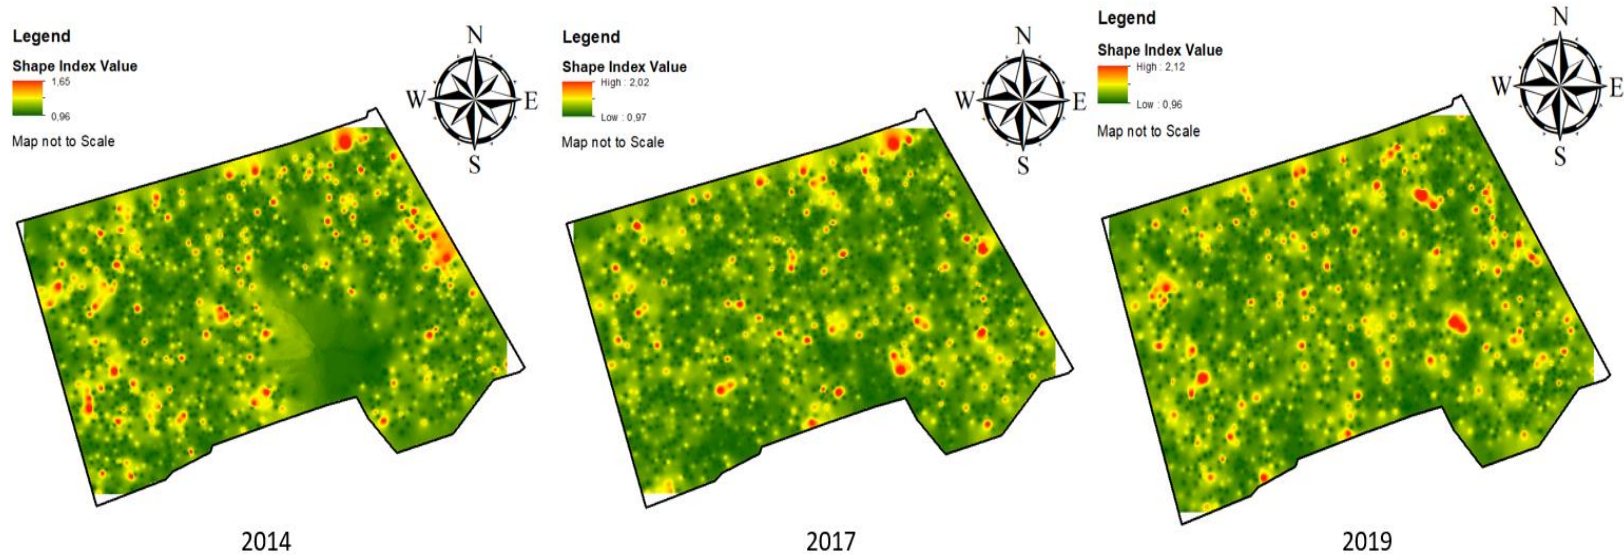 Legend
Shape Index Value
1,65
0,96
Map not to Scale
N
W E
S
2014
Legend
Shape Index Value
High : 2,02
Low : 0,97
Map not to Scale
N
W E
S
2017
Legend
Shape Index Value
High : 2,12
Low : 0,96
Map not to Scale
N
W E
S
2019